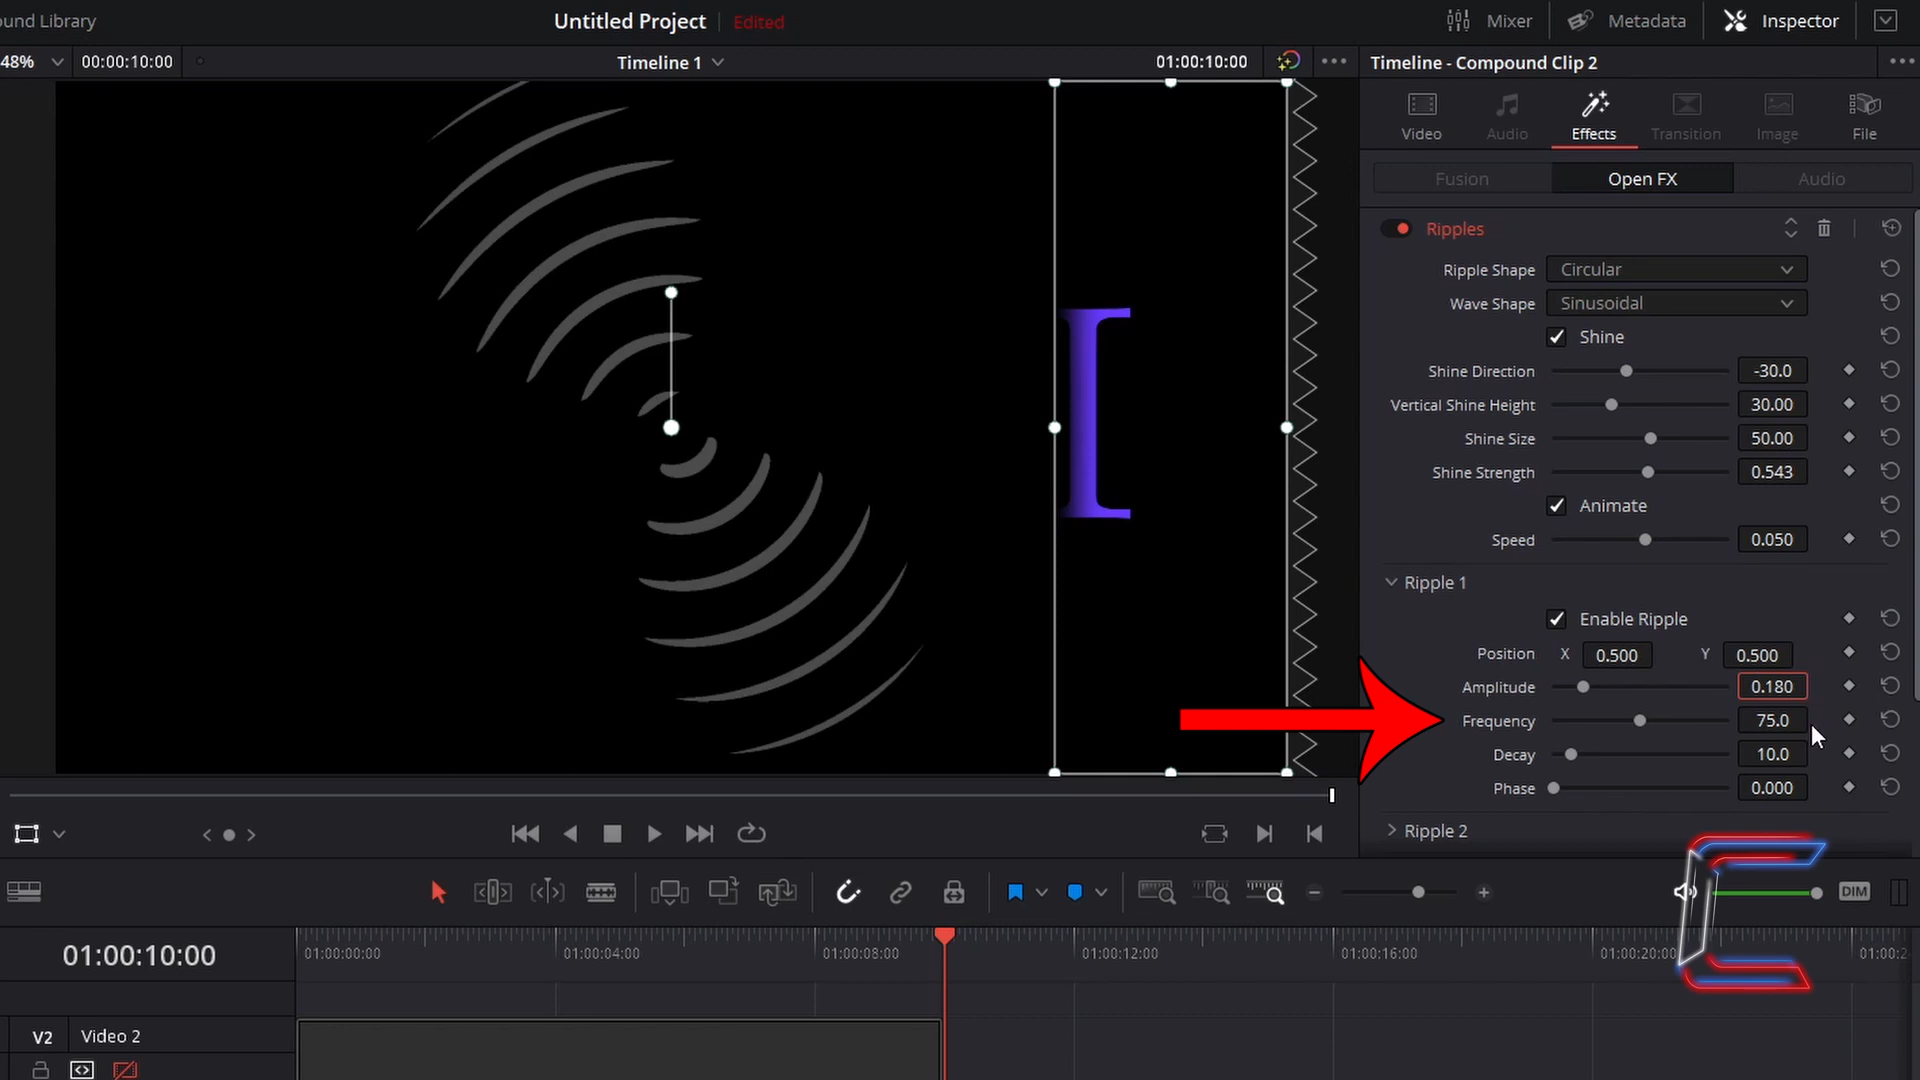 ound Library
Untitled Project
Edited
Mixer
Metadata
Inspector
48%
00:00:10:00
Timeline 1
01:00:10:00
Timeline - Compound Clip 2
Video
Audio
Effects
Transition
Image
File
Fusion
Open FX
Audio
Ripples
Ripple Shape Circular
Wave Shape Sinusoidal
Shine
Shine Direction -30.0
Vertical Shine Height 30.00
Shine Size 50.00
Shine Strength 0.543
Animate
Speed 0.050
Ripple 1
Enable Ripple
Position X 0.500 Y 0.500
Amplitude 0.180
Frequency 75.0
Decay 10.0
Phase 0.000
Ripple 2
DIM
01:00:10:00
01:00:00:00
01:00:04:00
01:00:08:00
01:00:12:00
01:00:16:00
01:00:20:00
01:00:2
V2
Video 2